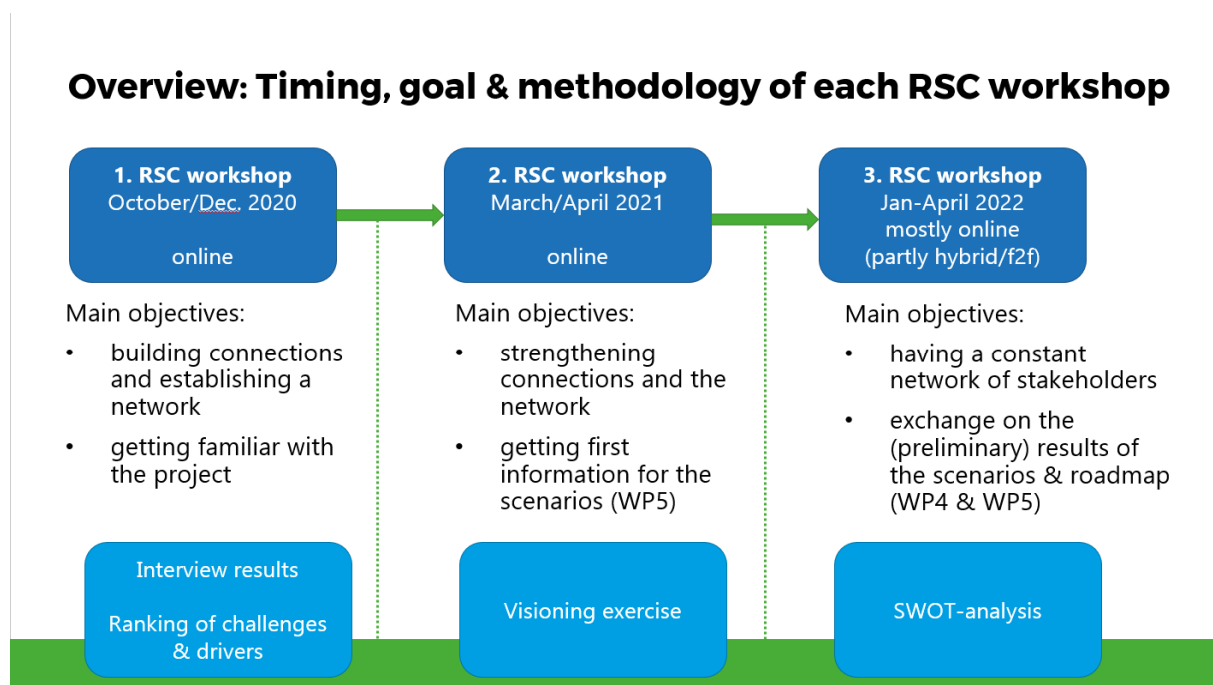 Overview: Timing, goal & methodology of each RSC workshop
1. RSC workshop
October/Dec. 2020
online
2. RSC workshop
March/April 2021
online
3. RSC workshop
Jan-April 2022
mostly online
(partly hybrid/f2f)
Main objectives:
• building connections
and establishing a
network
• getting familiar with
the project
Main objectives:
• strengthening
connections and the
network
• getting first
information for the
scenarios (WP5)
Main objectives:
• having a constant
network of stakeholders
• exchange on the
(preliminary) results of
the scenarios & roadmap
(WP4 & WP5)
Interview results
Ranking of challenges
& drivers
Visioning exercise
SWOT-analysis